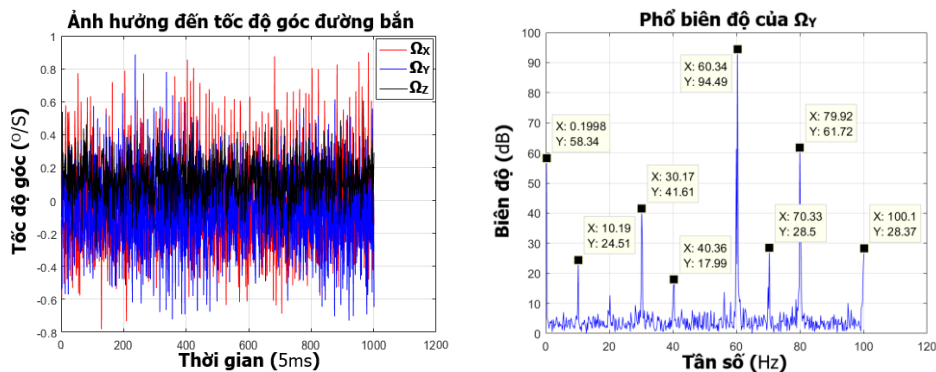 Ảnh hưởng đến tốc độ góc đường bắn
Tốc độ góc (⁰/S)
1
0.8
0.6
0.4
0.2
0
-0.2
-0.4
-0.6
-0.8
0
200
400
600
800
1000
1200
Thời gian (5ms)
Ωx
ΩY
Ωz
Phổ biên độ của ΩY
Biên độ (dB)
100
90
80
70
60
50
40
30
20
10
0
0
20
40
60
80
100
120
Tần số (Hz)
X: 0.1998
Y: 58.34
X: 10.19
Y: 24.51
X: 30.17
Y: 41.61
X: 40.36
Y: 17.99
X: 60.34
Y: 94.49
X: 70.33
Y: 28.5
X: 79.92
Y: 61.72
X: 100.1
Y: 28.37